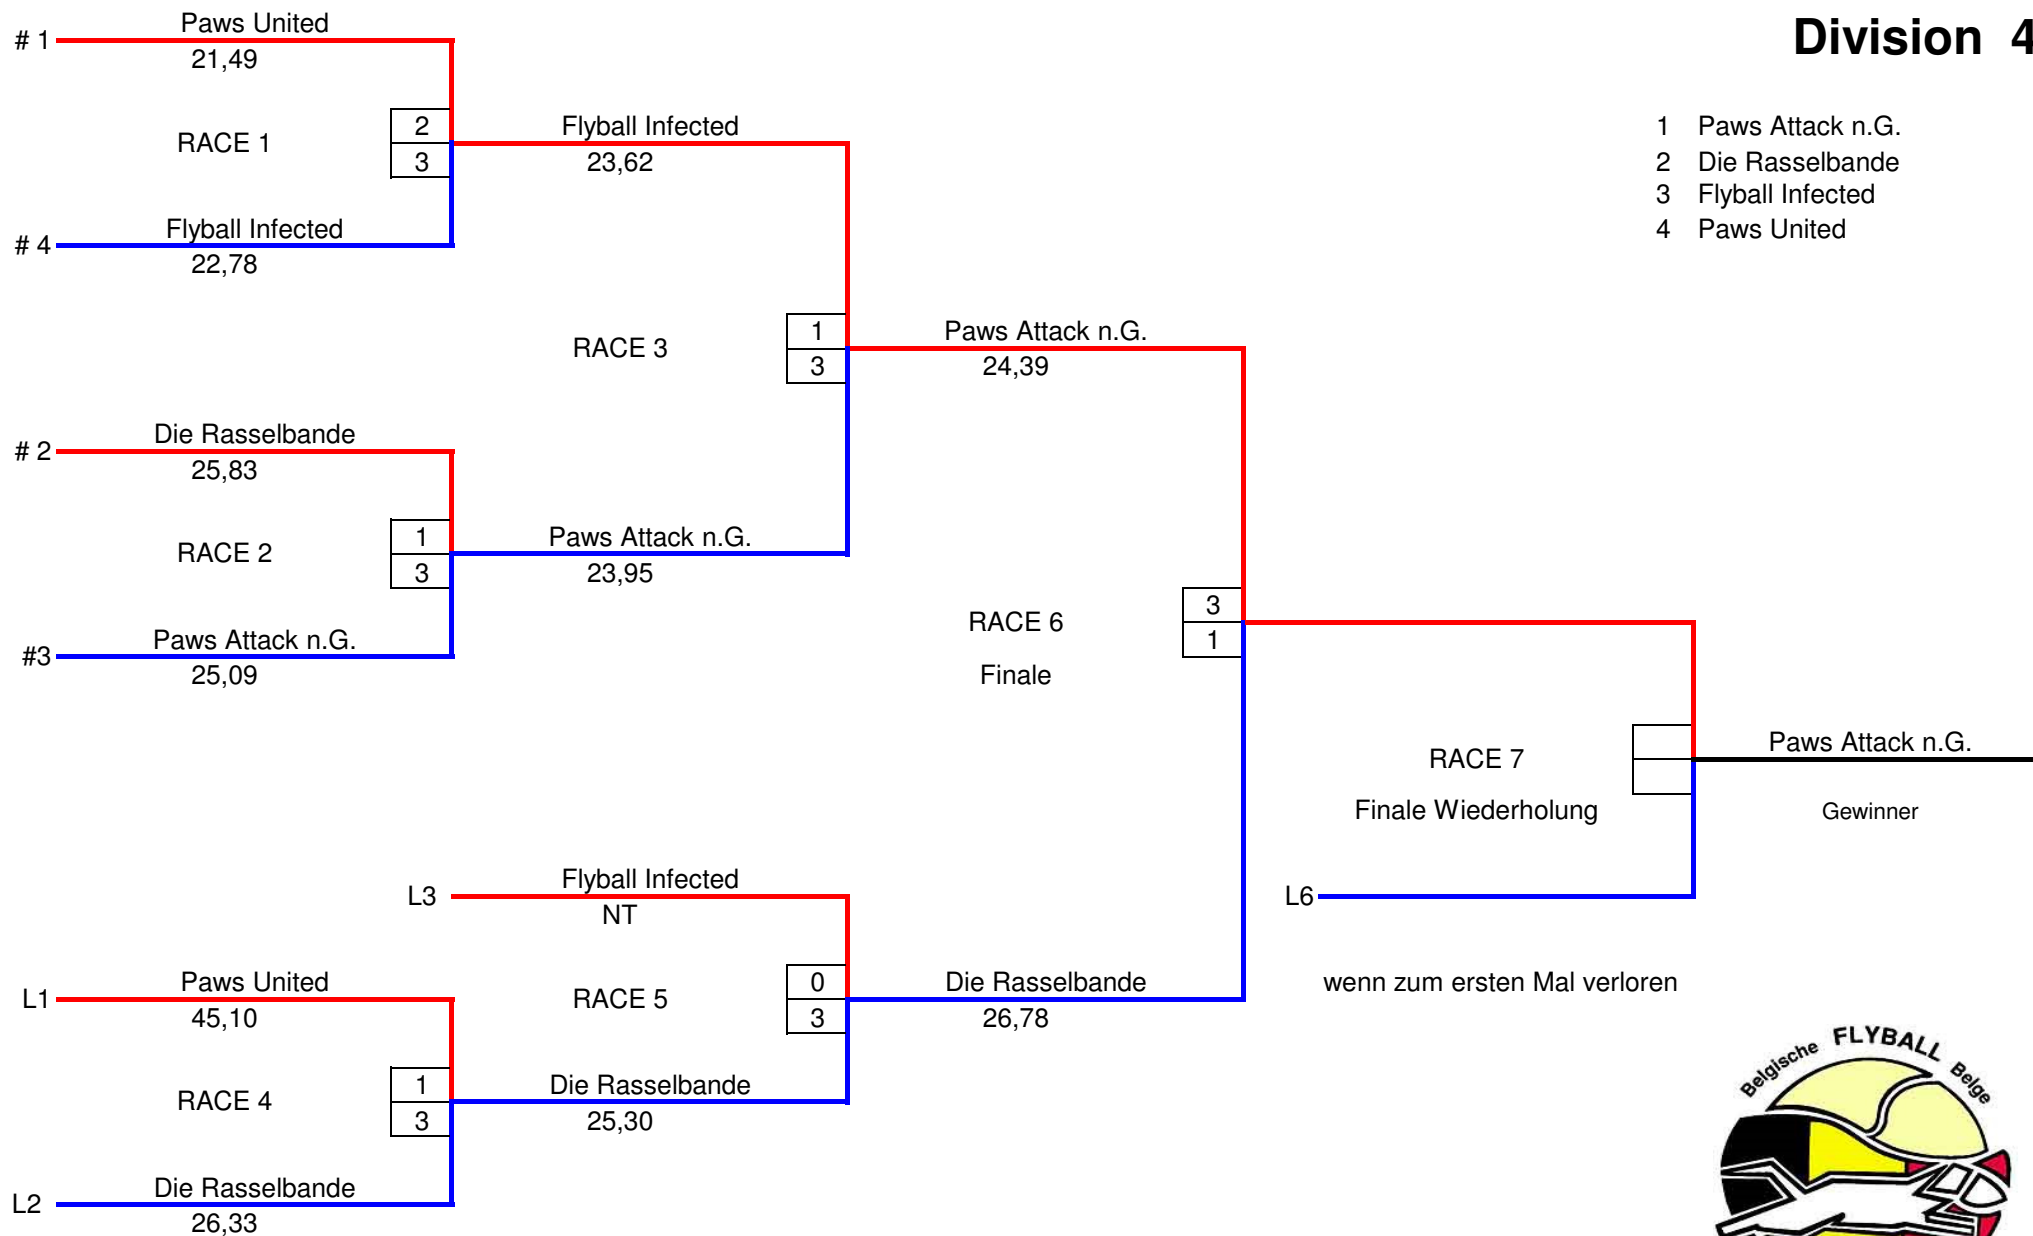 Division 4
# 1 Paws United
21,49
RACE 1
2
3
# 4 Flyball Infected
22,78
Flyball Infected
23,62
1 Paws Attack n.G.
2 Die Rasselbande
3 Flyball Infected
4 Paws United
RACE 3
1
3
Paws Attack n.G.
24,39
# 2 Die Rasselbande
25,83
RACE 2
1
3
Paws Attack n.G.
23,95
#3 Paws Attack n.G.
25,09
RACE 6
Finale
3
1
RACE 7
Finale Wiederholung
Paws Attack n.G.
Gewinner
L3 Flyball Infected
NT
L6
wenn zum ersten Mal verloren
L1 Paws United
45,10
RACE 5
0
3
Die Rasselbande
26,78
RACE 4
1
3
Die Rasselbande
25,30
L2 Die Rasselbande
26,33
Belgische FLYBALL Belge